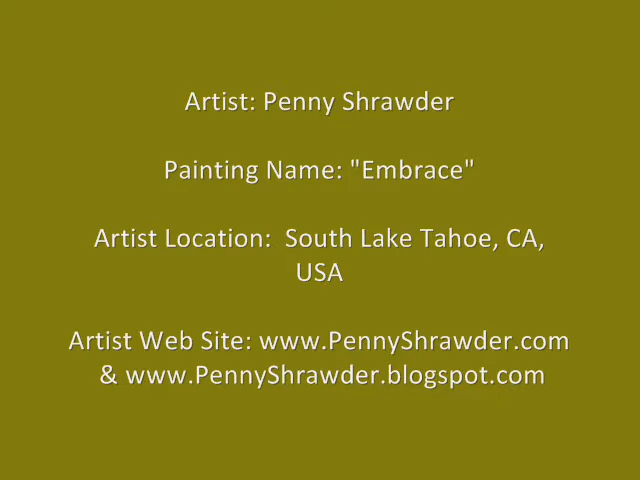 Artist: Penny Shrawder
Painting Name: "Embrace"
Artist Location:  South Lake Tahoe, CA,
USA
Artist Web Site: www.PennyShrawder.com
& www.PennyShrawder.blogspot.com